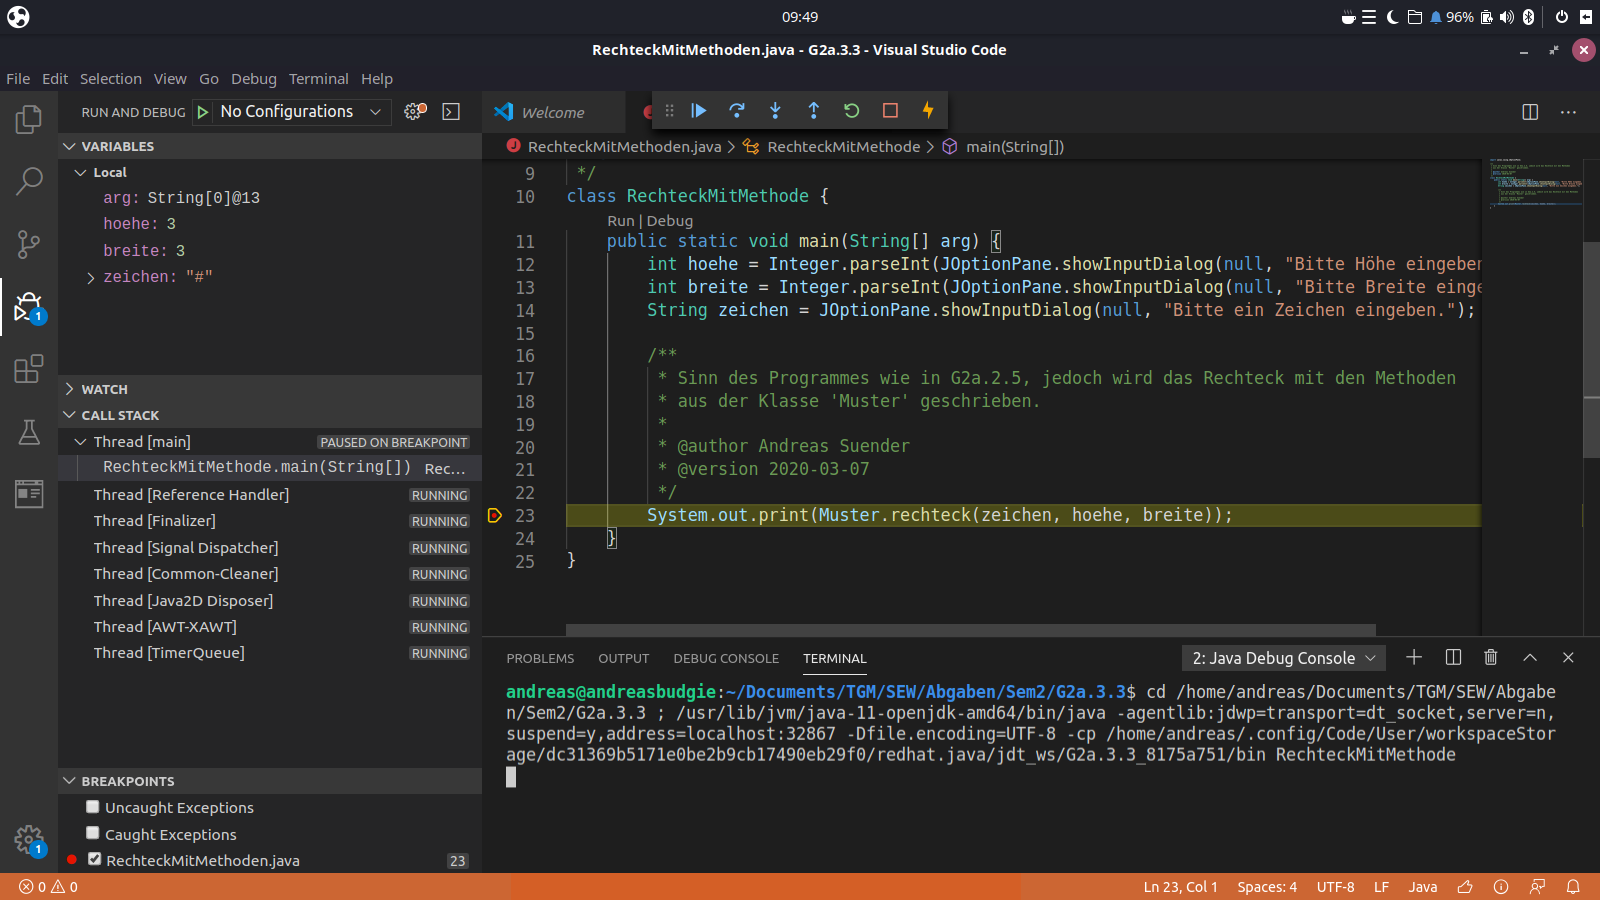 09:49
96%
RechteckMitMethoden.java - G2a.3.3 - Visual Studio Code
File Edit Selection View Go Debug Terminal Help
RUN AND DEBUG No Configurations
Welcome
VARIABLES
RechteckMitMethoden.java > RechteckMitMethode > main(String[])
Local
arg: String[0]@13
hoehe: 3
breite: 3
zeichen: "#"
9 */
10 class RechteckMitMethode {
Run | Debug
11 public static void main(String[] arg) {
12 int hoehe = Integer.parseInt(JOptionPane.showInputDialog(null, "Bitte Höhe eingeben
13 int breite = Integer.parseInt(JOptionPane.showInputDialog(null, "Bitte Breite einge
14 String zeichen = JOptionPane.showInputDialog(null, "Bitte ein Zeichen eingeben.");
15
16 /**
17 * Sinn des Programmes wie in G2a.2.5, jedoch wird das Rechteck mit den Methoden
18 * aus der Klasse 'Muster' geschrieben.
19 *
20 * @author Andreas Suender
21 * @version 2020-03-07
22 */
23 System.out.print(Muster.rechteck(zeichen, hoehe, breite));
24 }
25 }
WATCH
CALL STACK
Thread [main] PAUSED ON BREAKPOINT
RechteckMitMethode.main(String[]) Rec...
Thread [Reference Handler] RUNNING
Thread [Finalizer] RUNNING
Thread [Signal Dispatcher] RUNNING
Thread [Common-Cleaner] RUNNING
Thread [Java2D Disposer] RUNNING
Thread [AWT-XAWT] RUNNING
Thread [TimerQueue] RUNNING
1
BREAKPOINTS
Uncaught Exceptions
Caught Exceptions
RechteckMitMethoden.java 23
1
PROBLEMS OUTPUT DEBUG CONSOLE TERMINAL 2: Java Debug Console
andreas@andreasbudgie:~/Documents/TGM/SEW/Abgaben/Sem2/G2a.3.3$ cd /home/andreas/Documents/TGM/SEW/Abgabe
n/Sem2/G2a.3.3 ; /usr/lib/jvm/java-11-openjdk-amd64/bin/java -agentlib:jdwp=transport=dt_socket,server=n,
suspend=y,address=localhost:32867 -Dfile.encoding=UTF-8 -cp /home/andreas/.config/Code/User/workspaceStor
age/dc31369b5171e0be2b9cb17490eb29f0/redhat.java/jdt_ws/G2a.3.3_8175a751/bin RechteckMitMethode
0 0
Ln 23, Col 1 Spaces: 4 UTF-8 LF Java